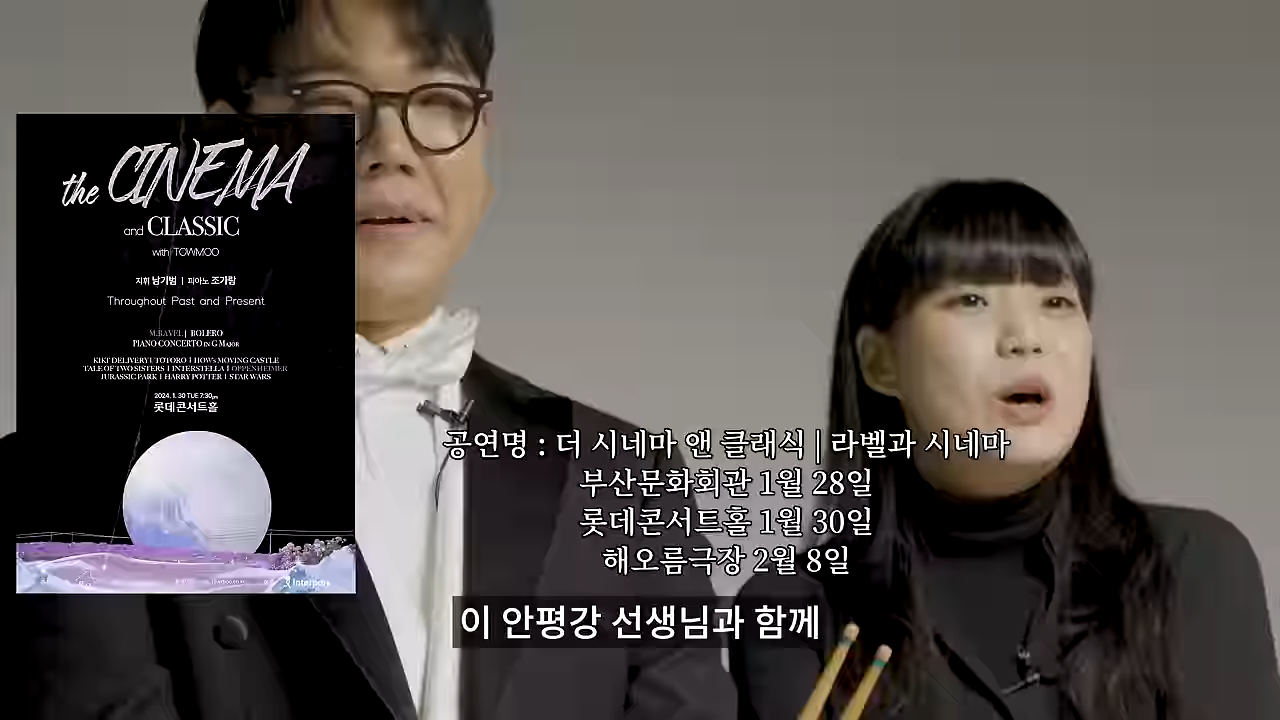 the CINEMA
and CLASSIC
with TOWMOO
지휘 남기범 | 피아노 조가람
Throughout Past and Present
M.RAVEL | BOLERO
PIANO CONCERTO IN G MAJOR
KIKI' DELIVERY | TOTORO | HOW's MOVING CASTLE
TALE OF TWO SISTERS | INTERSTELLA | OPPENHEIMER
JURASSIC PARK | HARRY POTTER | STAR WARS
2024. 1. 30 TUE 7:30pm
롯데콘서트홀
공연명 : 더 시네마 앤 클래식 | 라벨과 시네마
부산문화회관 1월 28일
롯데콘서트홀 1월 30일
해오름극장 2월 8일
이 안평강 선생님과 함께